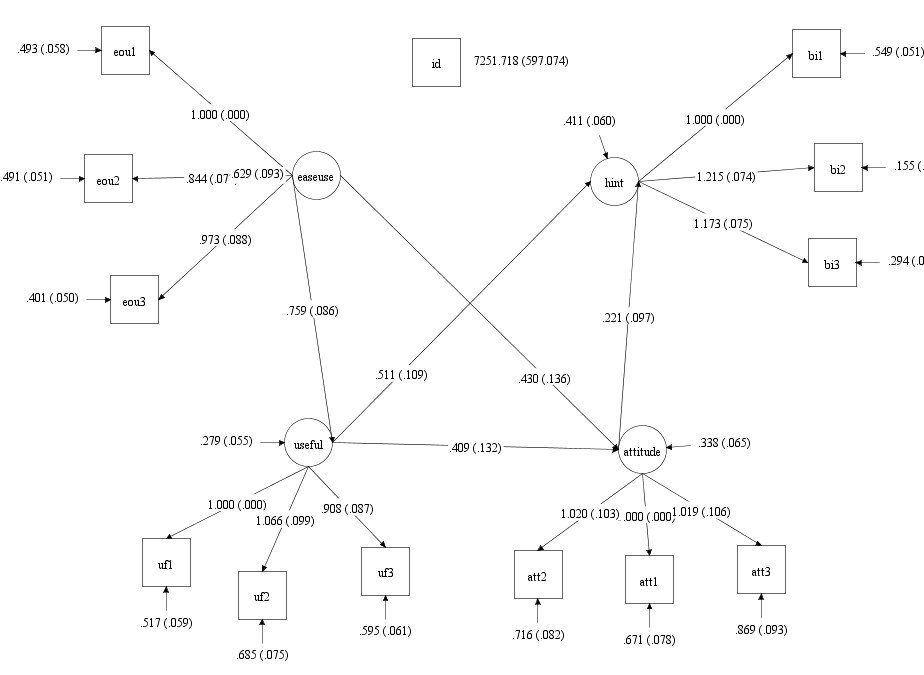 .493 (.058)
eou1
id
7251.718 (597.074)
bi1
.549 (.051)
1.000 (.000)
.411 (.060)
1.000 (.000)
.491 (.051)
eou2
.844 (.07
.629 (.093)
easeuse
hint
1.215 (.074)
bi2
.155 (.
.973 (.088)
1.173 (.075)
.401 (.050)
eou3
bi3
.294 (.0
.759 (.086)
.221 (.097)
.511 (.109)
.430 (.136)
.279 (.055)
useful
.409 (.132)
attitude
.338 (.065)
1.000 (.000)
1.066 (.099)
.908 (.087)
1.020 (.103)
.000 (.000)
1.019 (.106)
uf1
uf2
uf3
att2
att1
att3
.517 (.059)
.685 (.075)
.595 (.061)
.716 (.082)
.671 (.078)
.869 (.093)